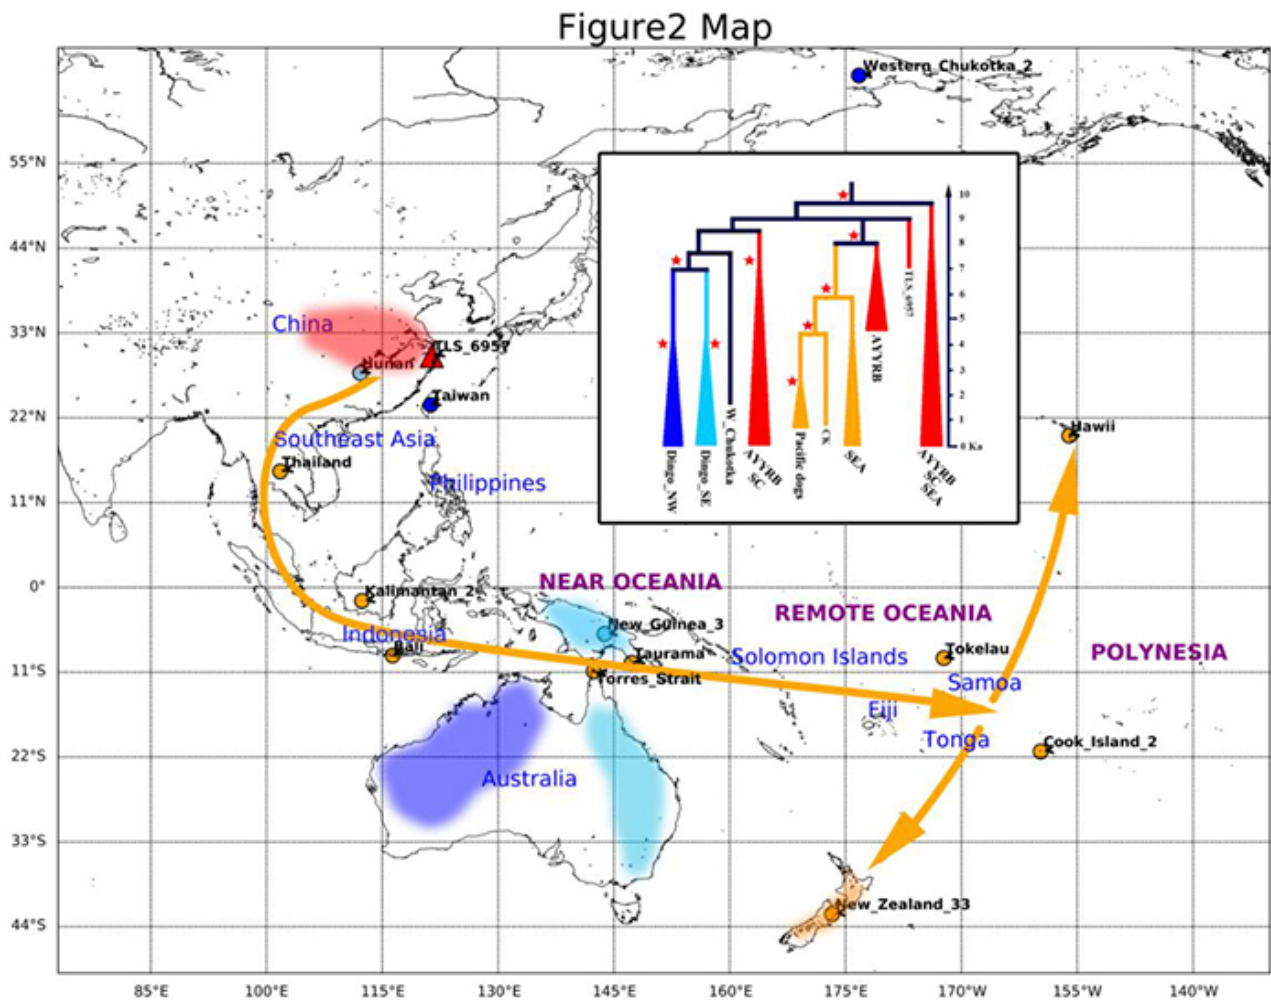 Figure2 Map
Western_Chukotka_2
55°N
10
9
44°N
8
7
TLS_6957
6
33°N
China
5
TLS_6957
AYYRB
4
Hunan
3
2
Taiwan
W_Chukotka
22°N
1
Hawii
Southeast Asia
Pacific dogs
CK
0 Ka
Thailand
Dingo_NW
Dingo_SE
AYYRB
SC
SEA
AYYRB
SC
SEA
Philippines
11°N
0°
NEAR OCEANIA
Kalimantan_2
REMOTE OCEANIA
New_Guinea_3
Indonesia
Bali
Taurama
Solomon Islands
Tokelau
POLYNESIA
11°S
Torres_Strait
Samoa
Fiji
Tonga
Cook_Island_2
22°S
Australia
33°S
New_Zealand_33
44°S
85°E
100°E
115°E
130°E
145°E
160°E
175°E
170°W
155°W
140°W